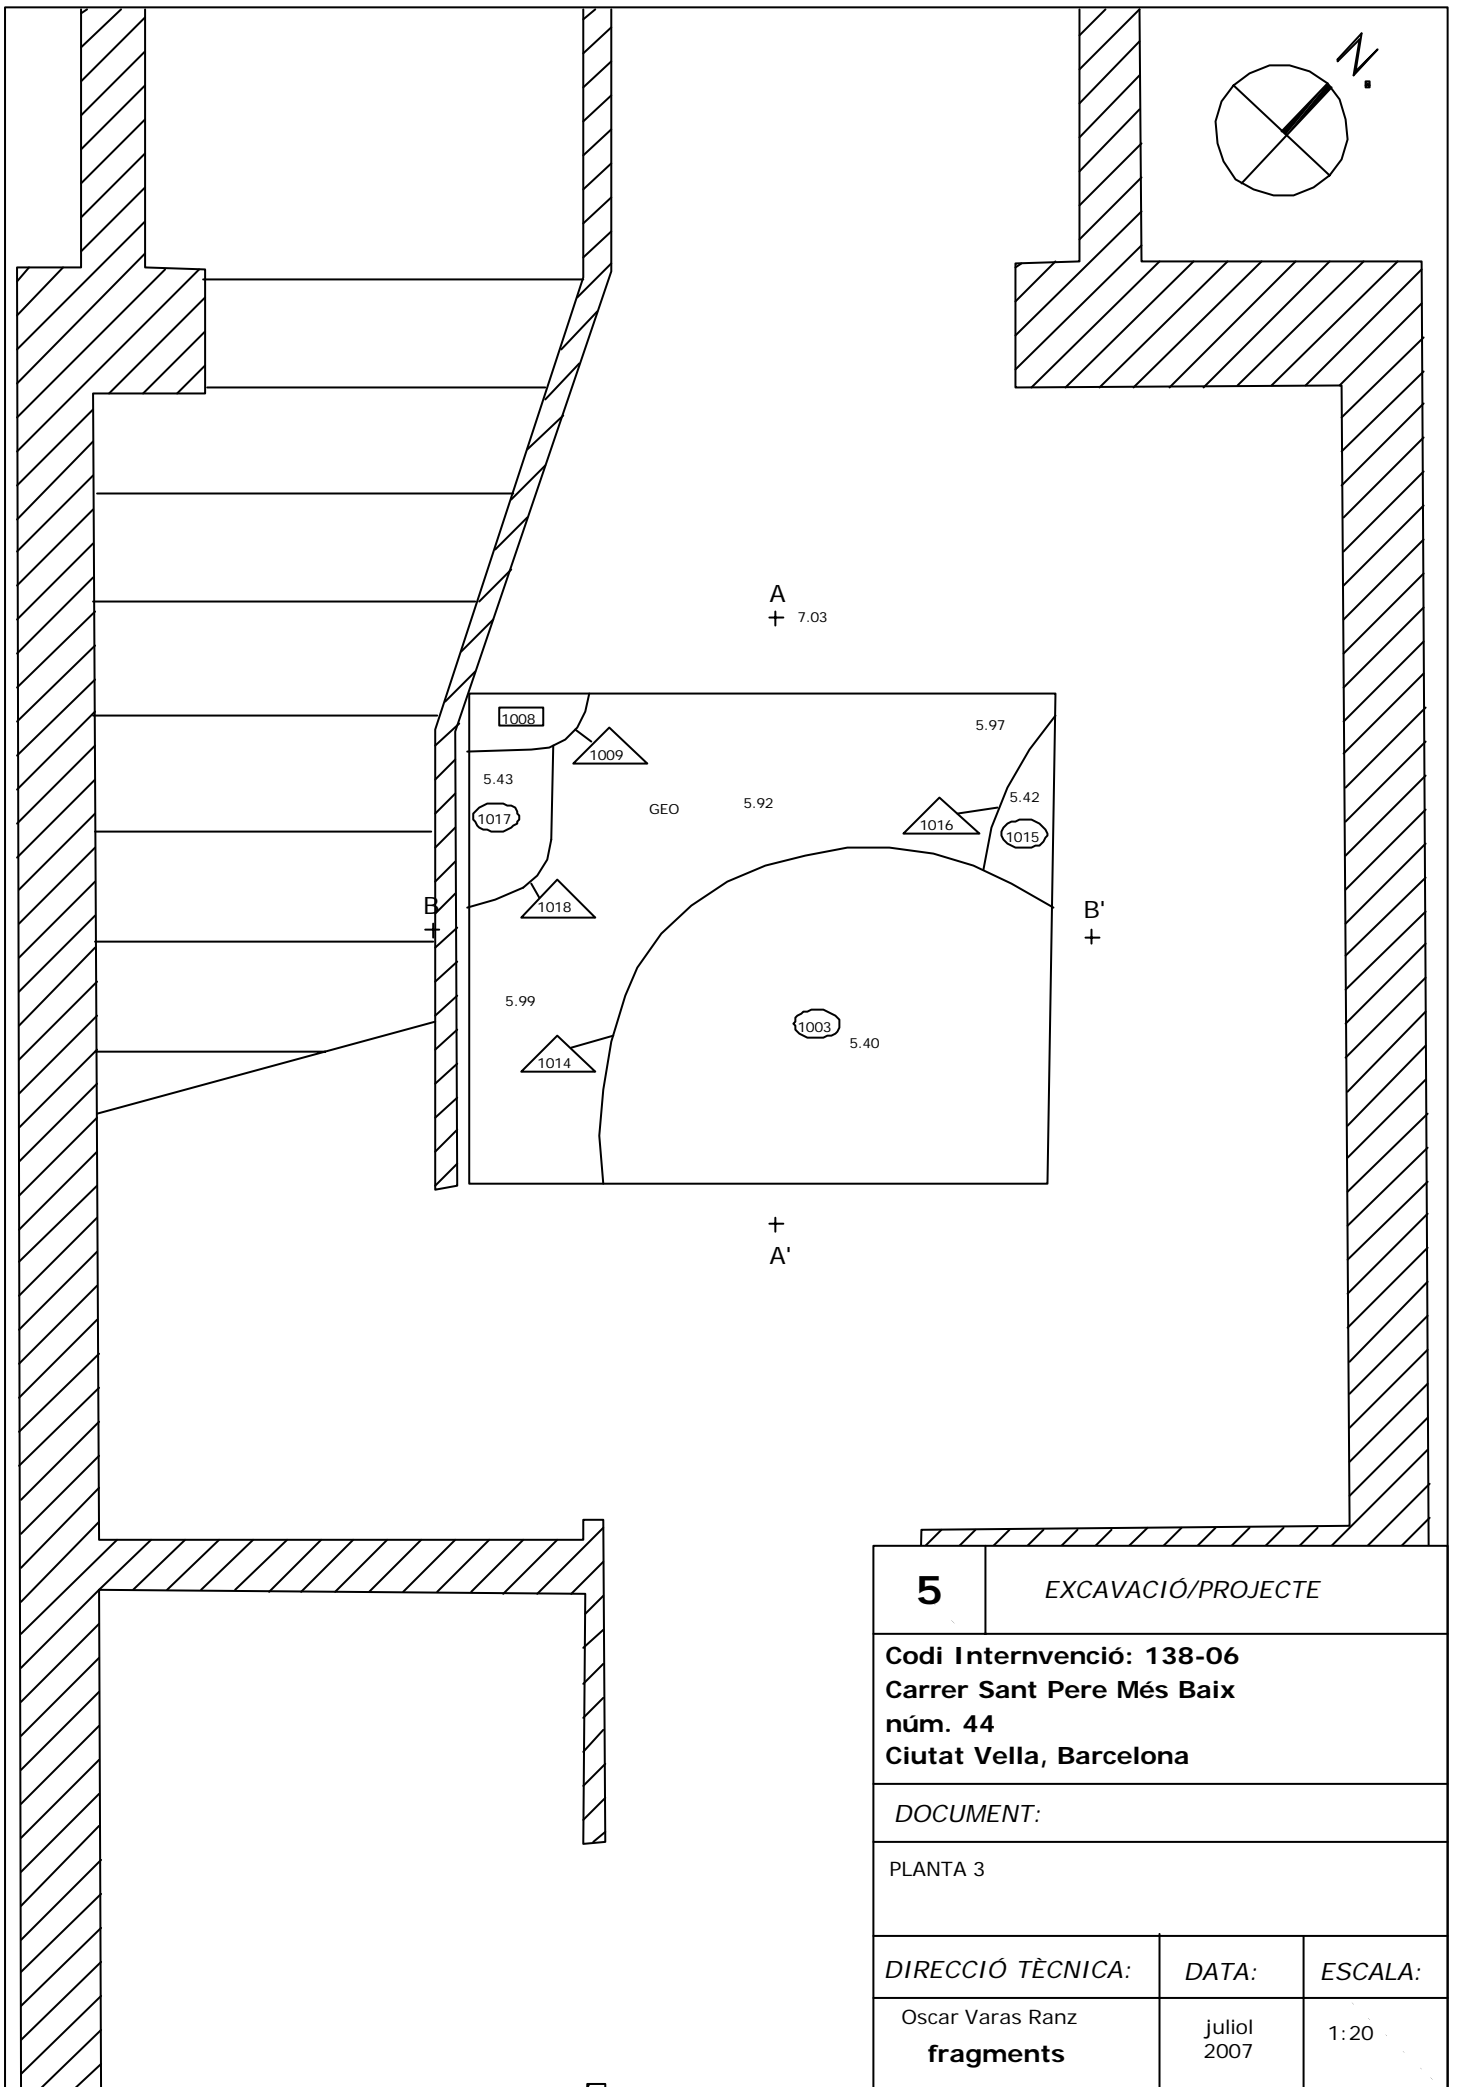 N.
A
7.03
1008
5.97
1009
5.43
5.42
GEO
5.92
1017
1016
1015
B
1018
B'
5.99
1003
5.40
1014
A'
5 EXCAVACIÓ/PROJECTE
Codi Internvenció: 138-06
Carrer Sant Pere Més Baix
núm. 44
Ciutat Vella, Barcelona
DOCUMENT:
PLANTA 3
DIRECCIÓ TÈCNICA: DATA: ESCALA:
Oscar Varas Ranz
fragments
juliol
2007
1:20